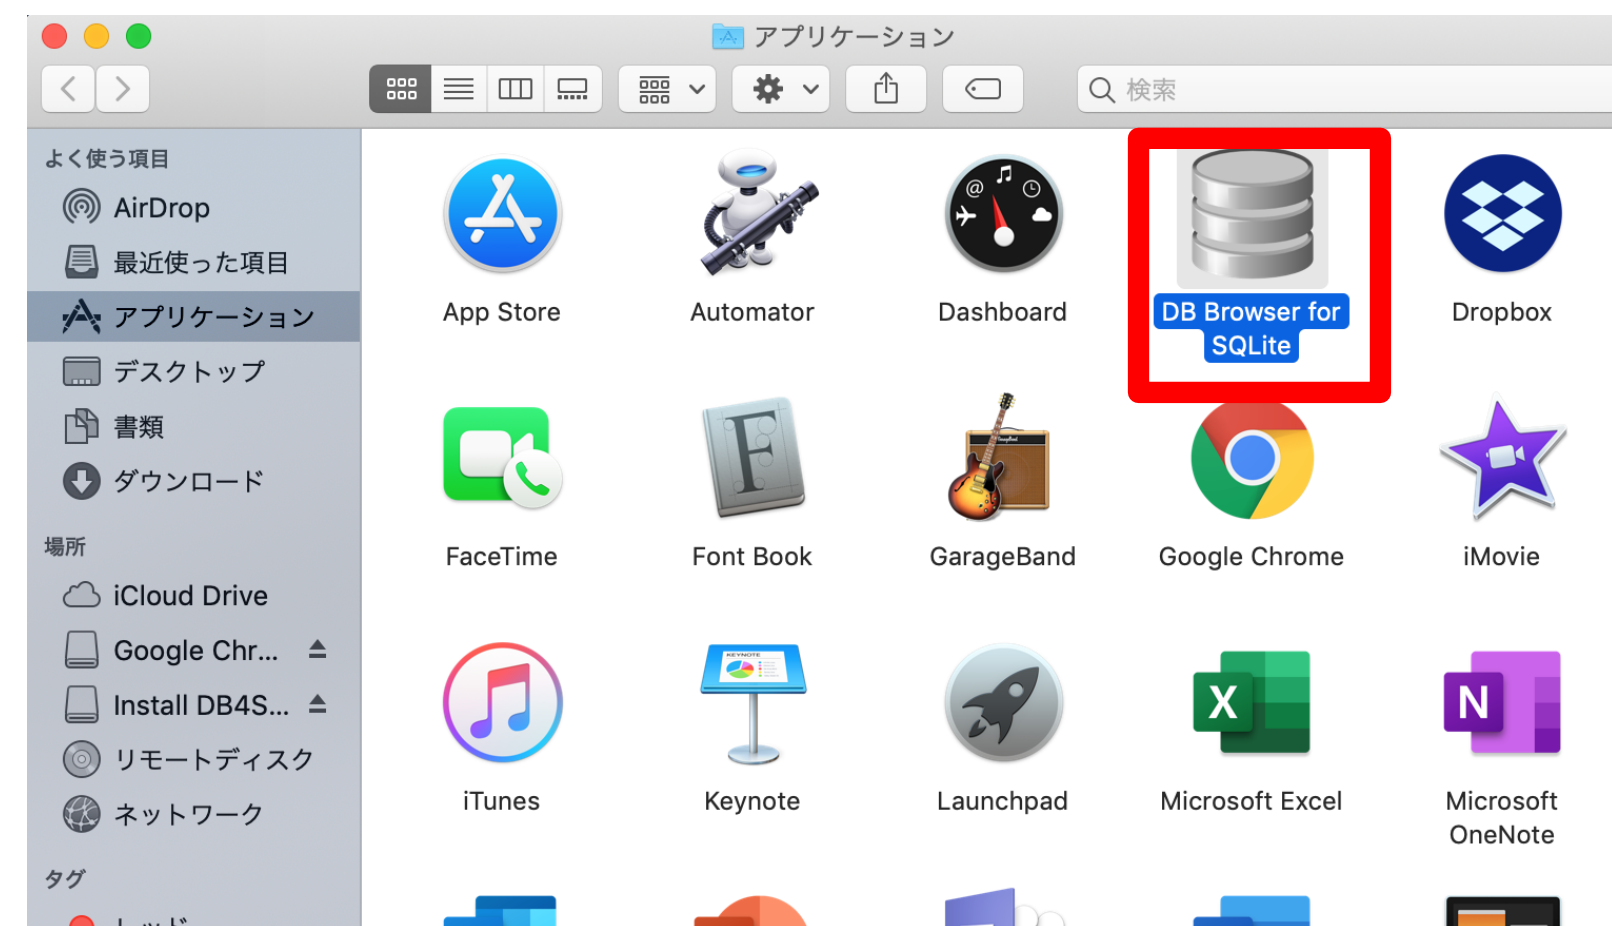 アプリケーション
検索
よく使う項目
AirDrop
最近使った項目
アプリケーション
デスクトップ
書類
ダウンロード
場所
iCloud Drive
Google Chr...
Install DB4S...
リモートディスク
ネットワーク
タグ
レッド
App Store
Automator
Dashboard
DB Browser for
SQLite
Dropbox
FaceTime
Font Book
GarageBand
Google Chrome
iMovie
KEYNOTE
iTunes
Keynote
Launchpad
Microsoft Excel
Microsoft
OneNote